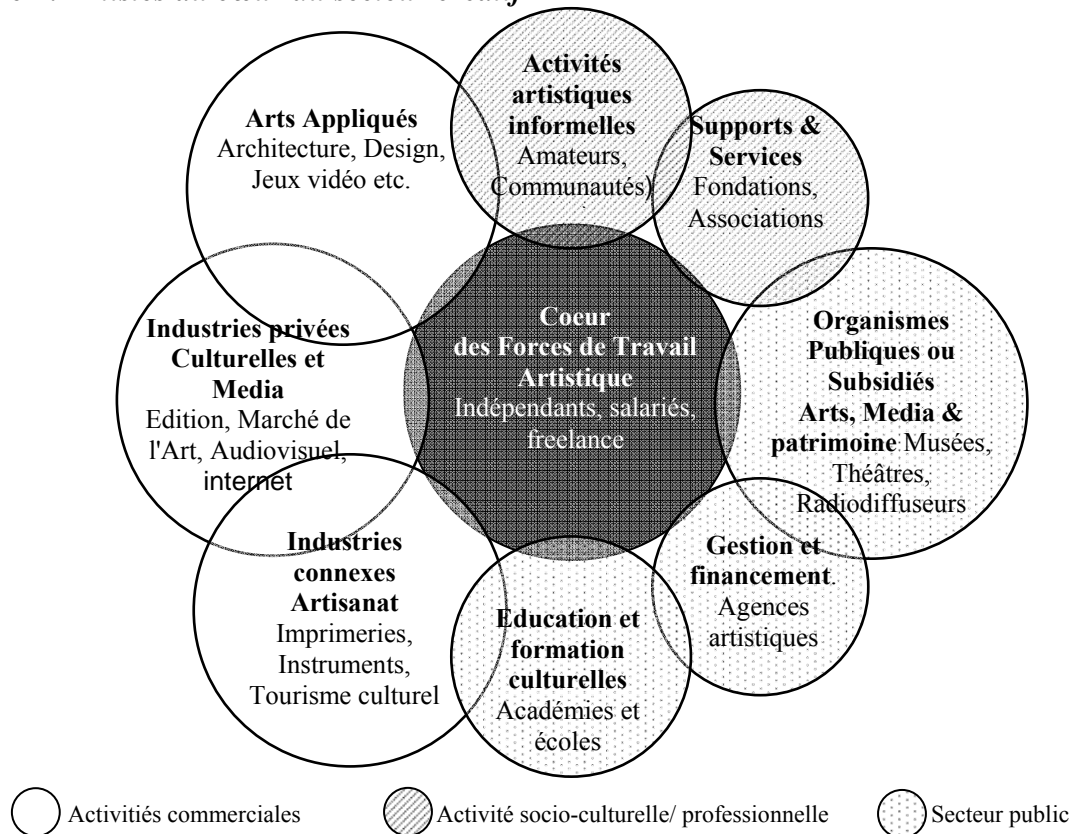 Arts Appliqués
Architecture, Design,
Jeux vidéo etc.
Activités
artistiques
informelles
Amateurs,
Communautés)
Supports &
Services
Fondations,
Associations
Industries privées
Culturelles et
Media
Edition, Marché de
l'Art, Audiovisuel,
internet
Coeur
des Forces de Travail
Artistique
Indépendants, salariés,
freelance
Organismes
Publiques ou
Subsidiés
Arts, Media &
patrimoine Musées,
Théâtres,
Radiodiffuseurs
Industries
connexes
Artisanat
Imprimeries,
Instruments,
Tourisme culturel
Education et
formation
culturelles
Académies et
écoles
Gestion et
financement.
Agences
artistiques
Activitiés commerciales
Activité socio-culturelle/ professionnelle
Secteur public